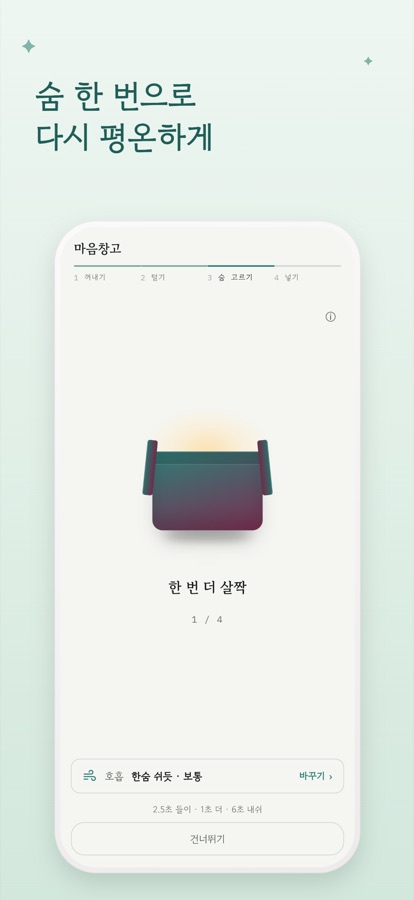 숨 한 번으로
다시 평온하게
마음창고
1 꺼내기 2 털기 3 숨 고르기 4 넣기
한 번 더 살짝
1 / 4
호흡 한숨 쉬듯 · 보통 바꾸기 ›
2.5초 들이 · 1초 더 · 6초 내쉬
건너뛰기